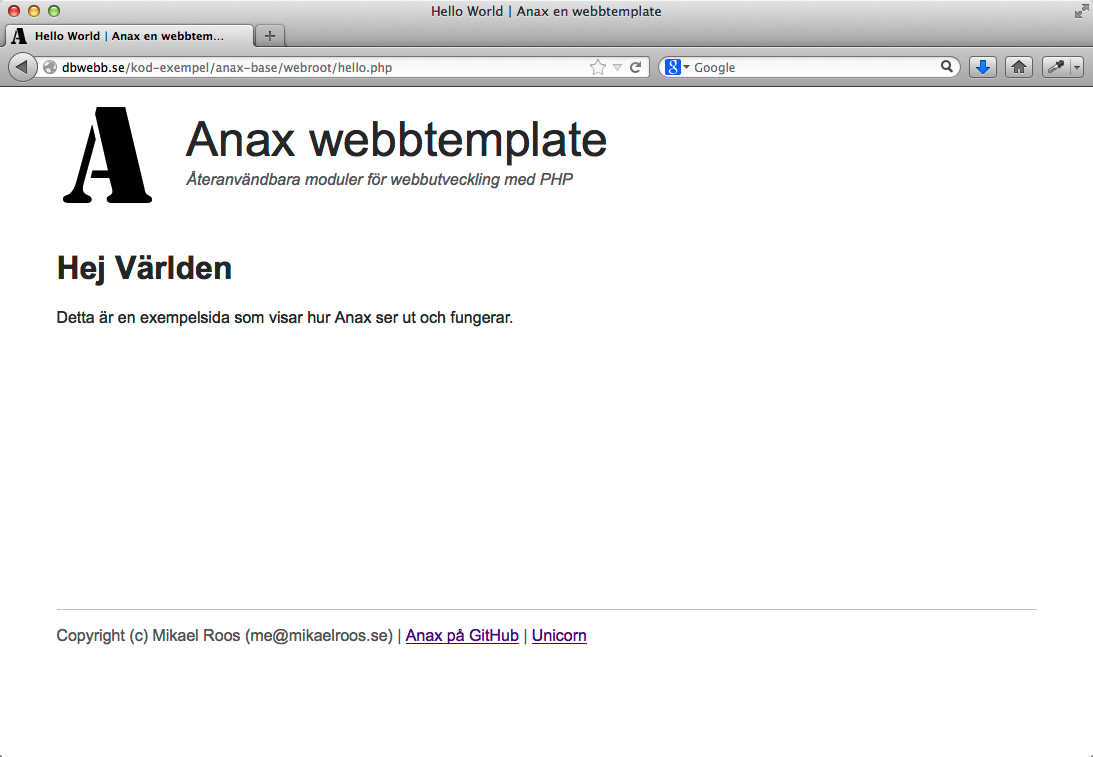 Hello World | Anax en webbtemplate
Hello World | Anax en webbtem...
dbwebb.se/kod-exempel/anax-base/webroot/hello.php
Google
A
Anax webbtemplate
Återanvändbara moduler för webbutveckling med PHP
Hej Världen
Detta är en exempelsida som visar hur Anax ser ut och fungerar.
Copyright (c) Mikael Roos (me@mikaelroos.se) | Anax på GitHub | Unicorn